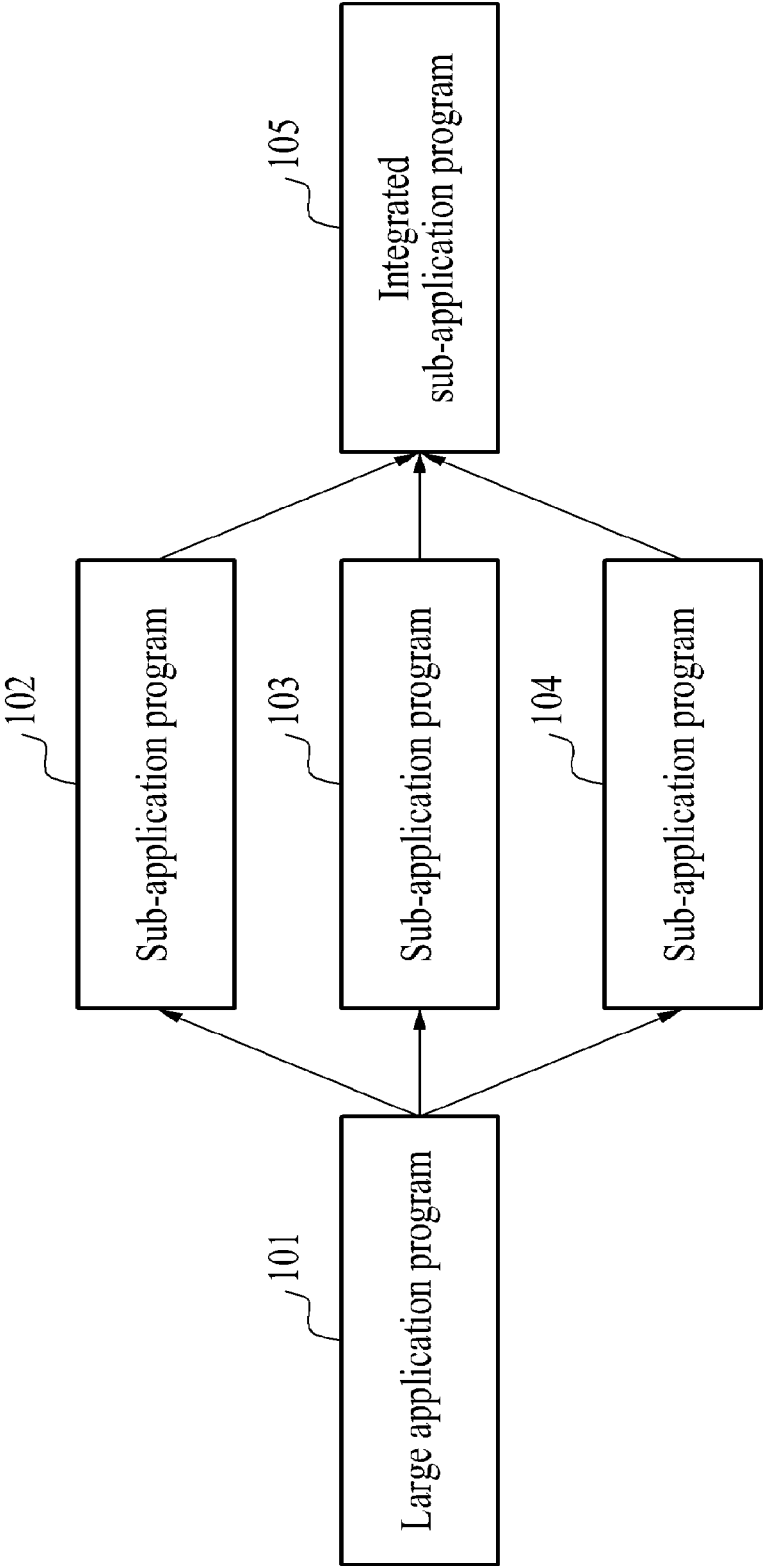 101
Large application program
102
Sub-application program
103
Sub-application program
104
Sub-application program
105
Integrated
sub-application program